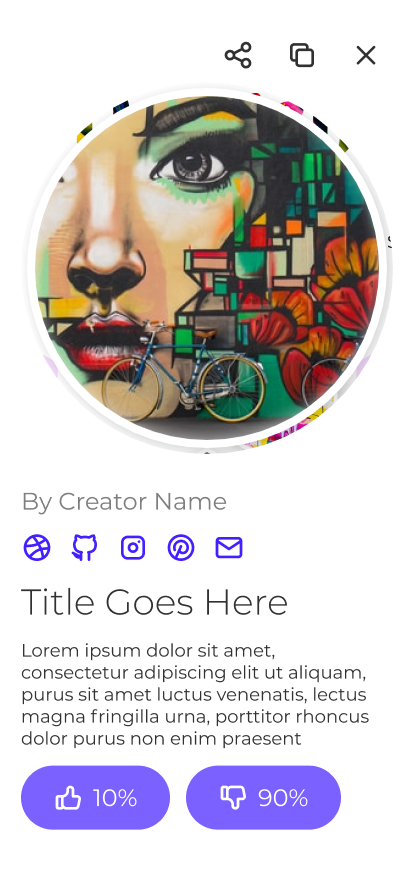 By Creator Name
Title Goes Here
Lorem ipsum dolor sit amet,
consectetur adipiscing elit ut aliquam,
purus sit amet luctus venenatis, lectus
magna fringilla urna, porttitor rhoncus
dolor purus non enim praesent
10%
90%